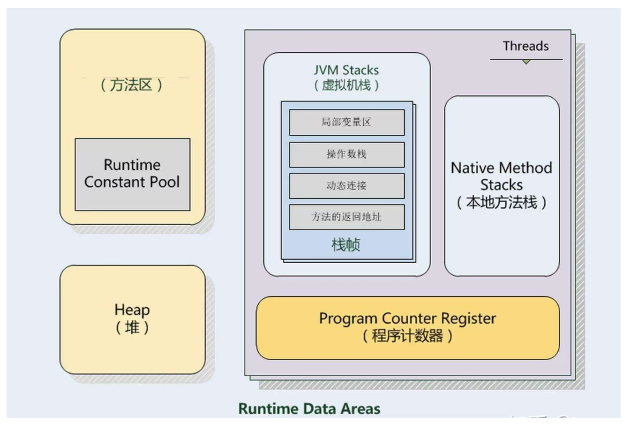 （方法区）
Runtime
Constant Pool
Heap
（堆）
Threads
JVM Stacks
（虚拟机栈）
局部变量区
操作数栈
动态连接
方法的返回地址
栈帧
Native Method
Stacks
（本地方法栈）
Program Counter Register
（程序计数器）
Runtime Data Areas